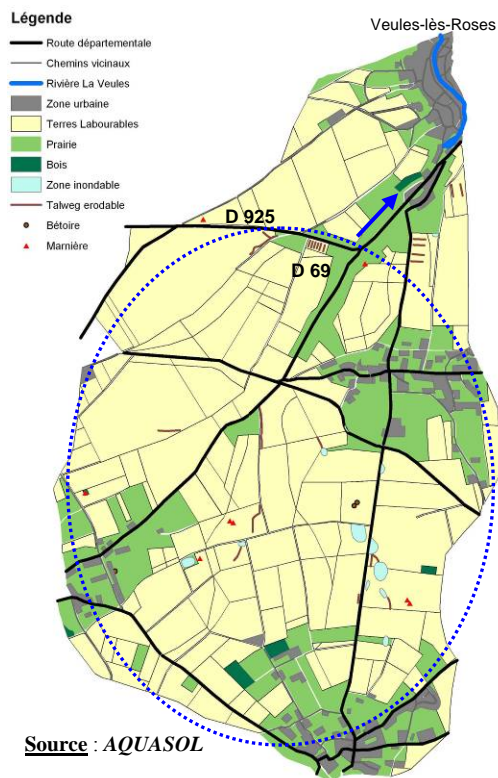 Légende
Route départementale
Chemins vicinaux
Rivière La Veules
Zone urbaine
Terres Labourables
Prairie
Bois
Zone inondable
Talweg erodable
Bétoire
Marnière
Veules-lès-Roses
D 925
D 69
Source : AQUASOL